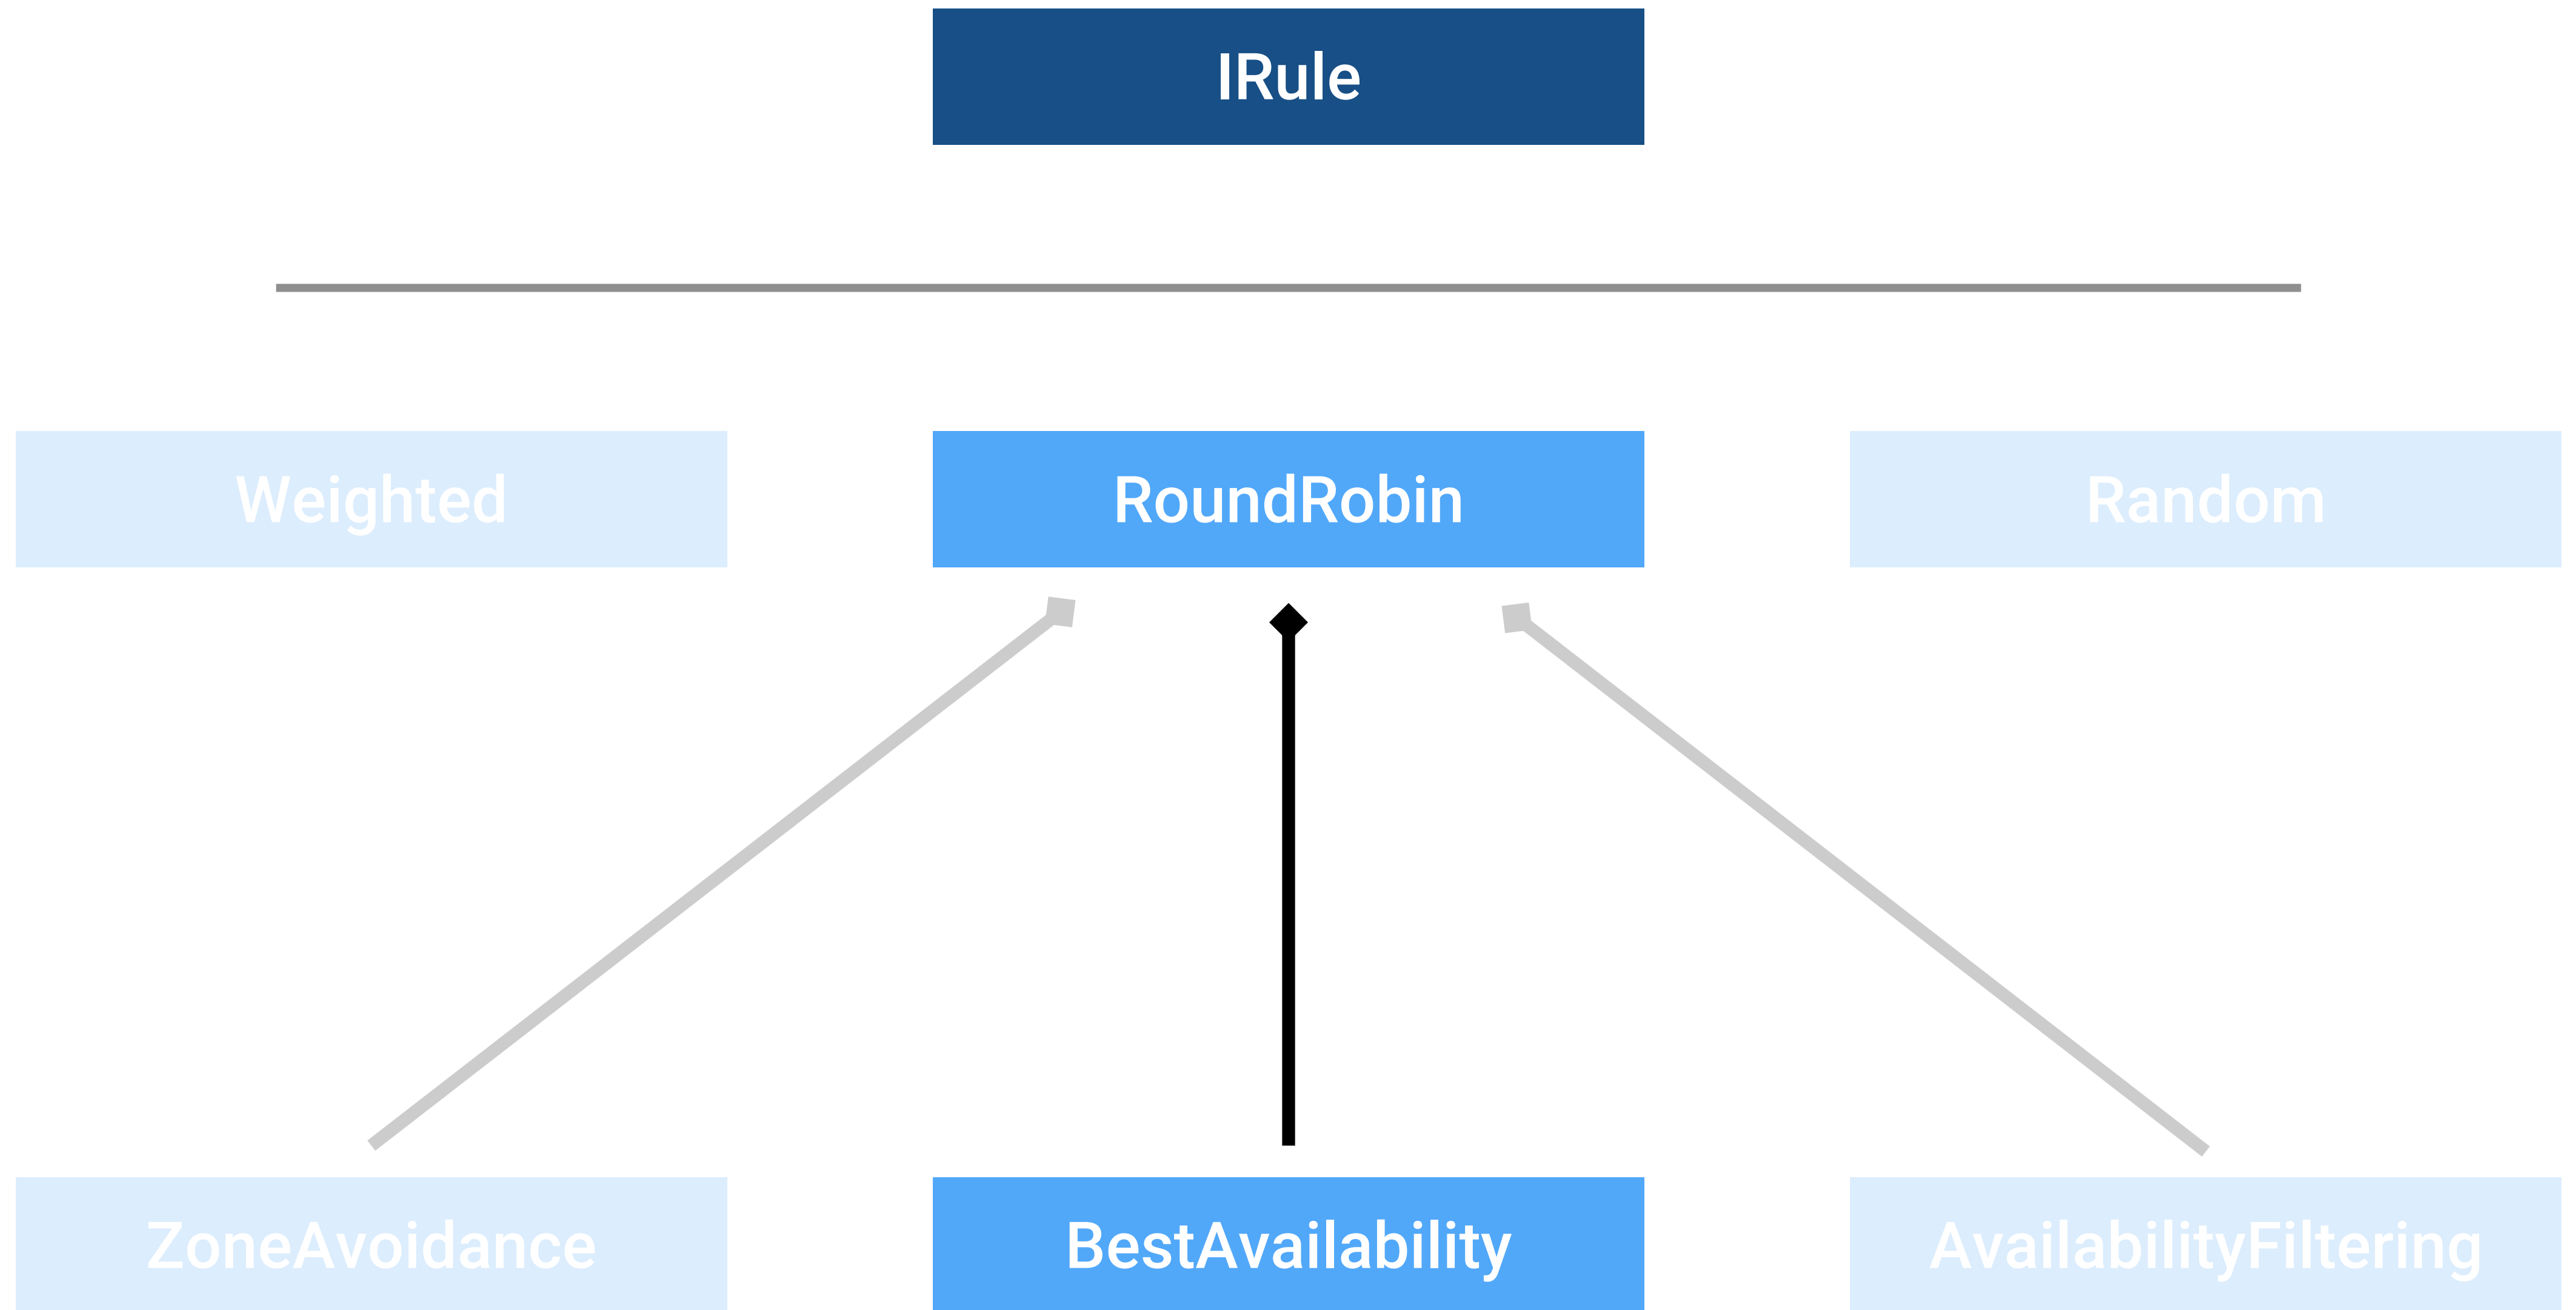 IRule
Weighted
RoundRobin
Random
ZoneAvoidance
BestAvailability
AvailabilityFiltering